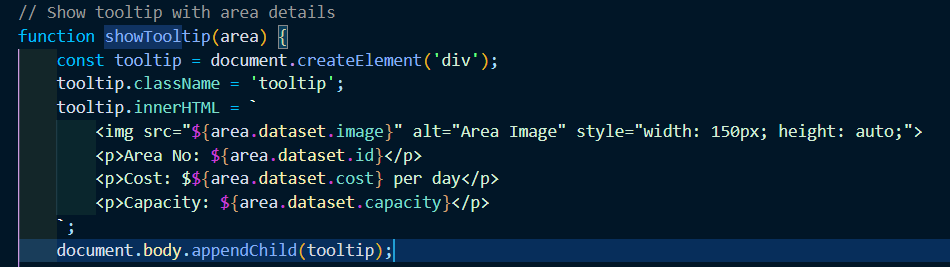 // Show tooltip with area details
function showTooltip(area) {
    const tooltip = document.createElement('div');
    tooltip.className = 'tooltip';
    tooltip.innerHTML = `
        <img src="${area.dataset.image}" alt="Area Image" style="width: 150px; height: auto;">
        <p>Area No: ${area.dataset.id}</p>
        <p>Cost: $${area.dataset.cost} per day</p>
        <p>Capacity: ${area.dataset.capacity}</p>
    `;
    document.body.appendChild(tooltip);